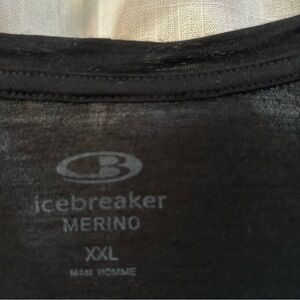 icebreaker
MERINO
XXL
MAN HOMME